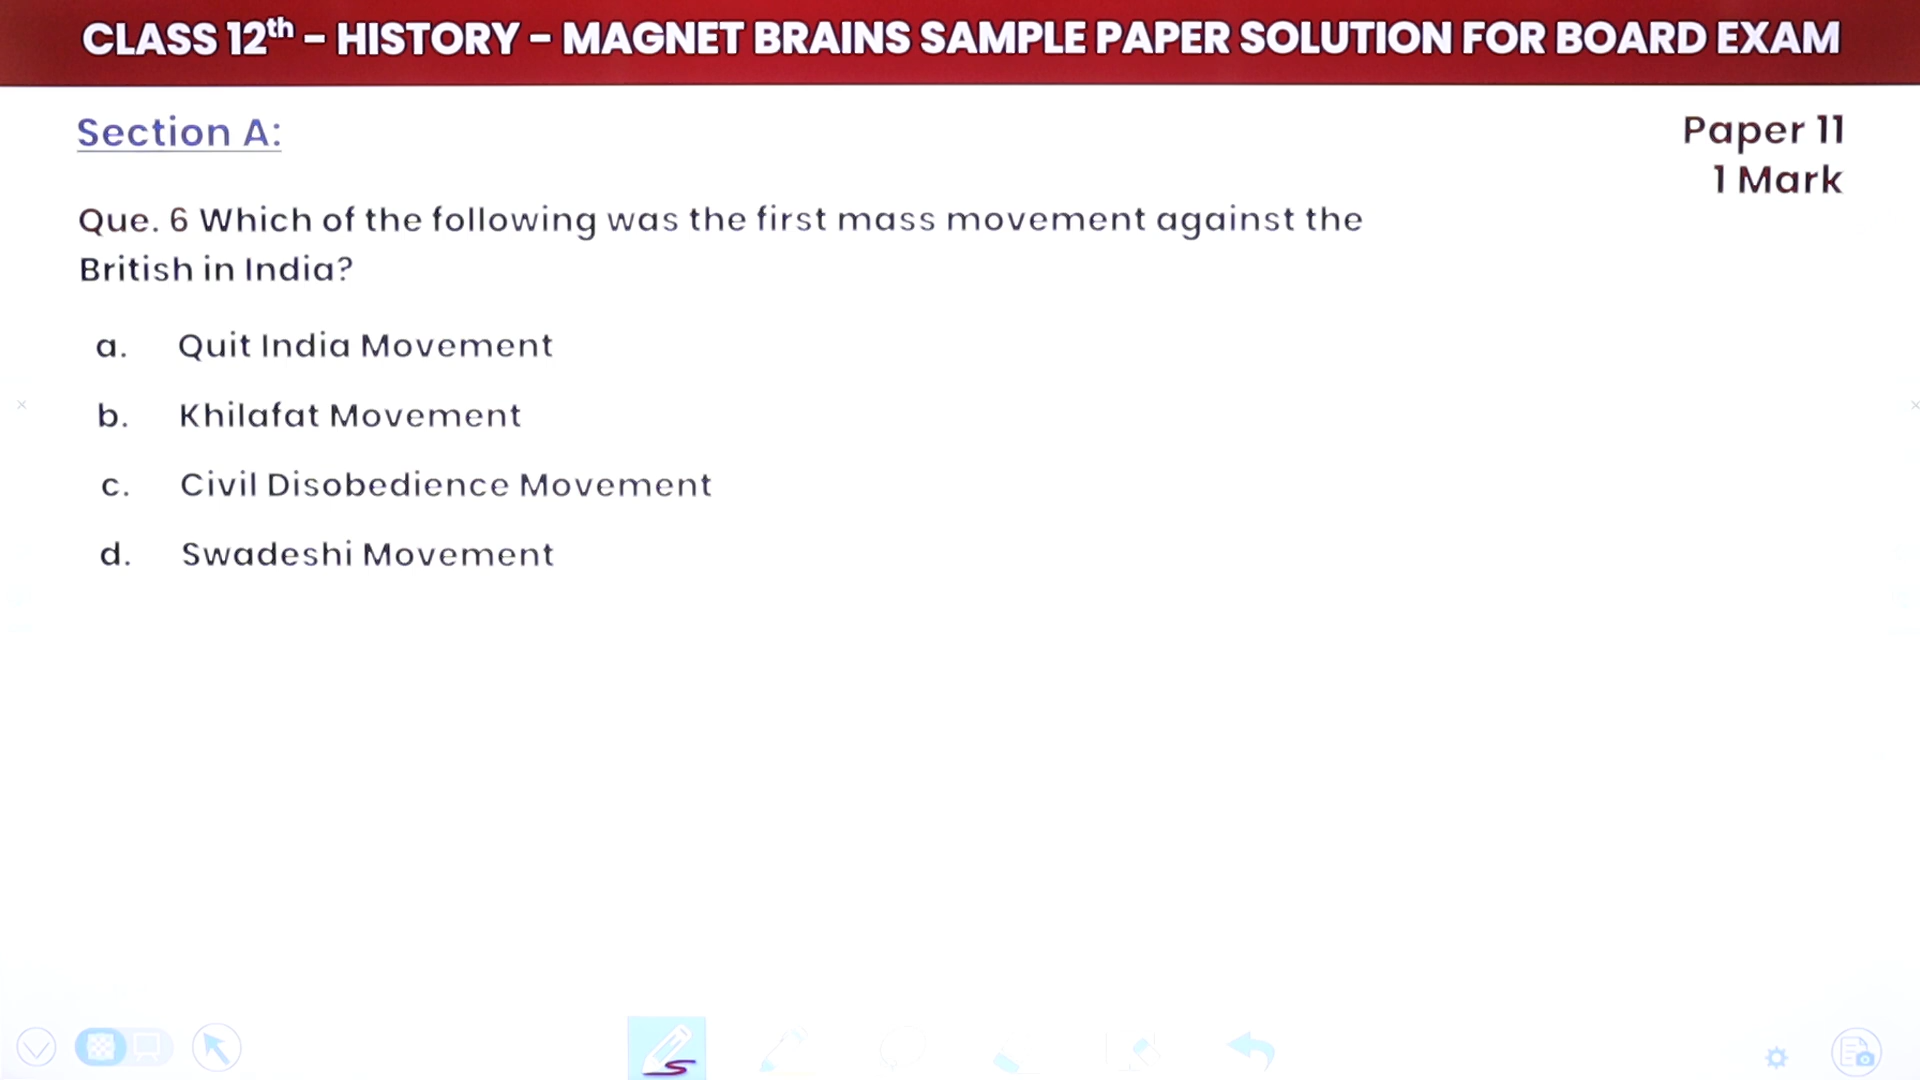 CLASS 12th - HISTORY - MAGNET BRAINS SAMPLE PAPER SOLUTION FOR BOARD EXAM
Section A:
Paper 11
1 Mark
Que. 6 Which of the following was the first mass movement against the
British in India?
a. Quit India Movement
b. Khilafat Movement
c. Civil Disobedience Movement
d. Swadeshi Movement